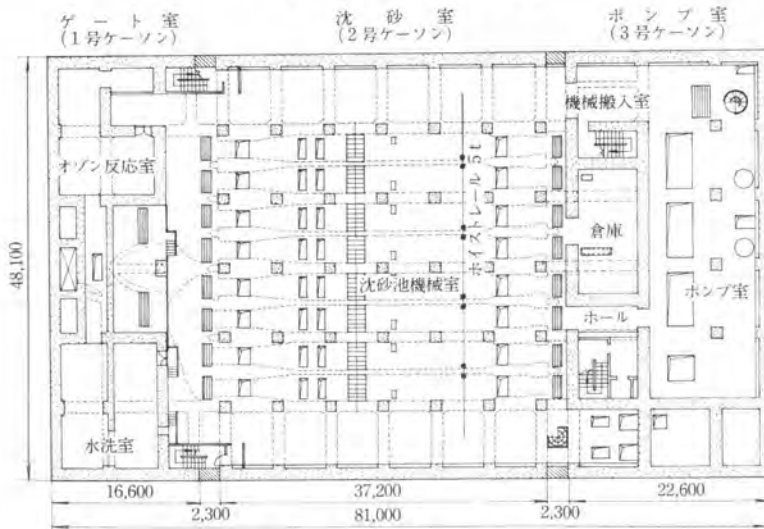 ゲート室
(1号ケーソン)
沈砂室
(2号ケーソン)
ポンプ室
(3号ケーソン)
機械搬入室
オゾン反応室
ホイストレール5t
倉庫
沈砂池機械室
ポンプ室
ホール
水洗室
48,100
16,600
37,200
22,600
2,300
2,300
81,000